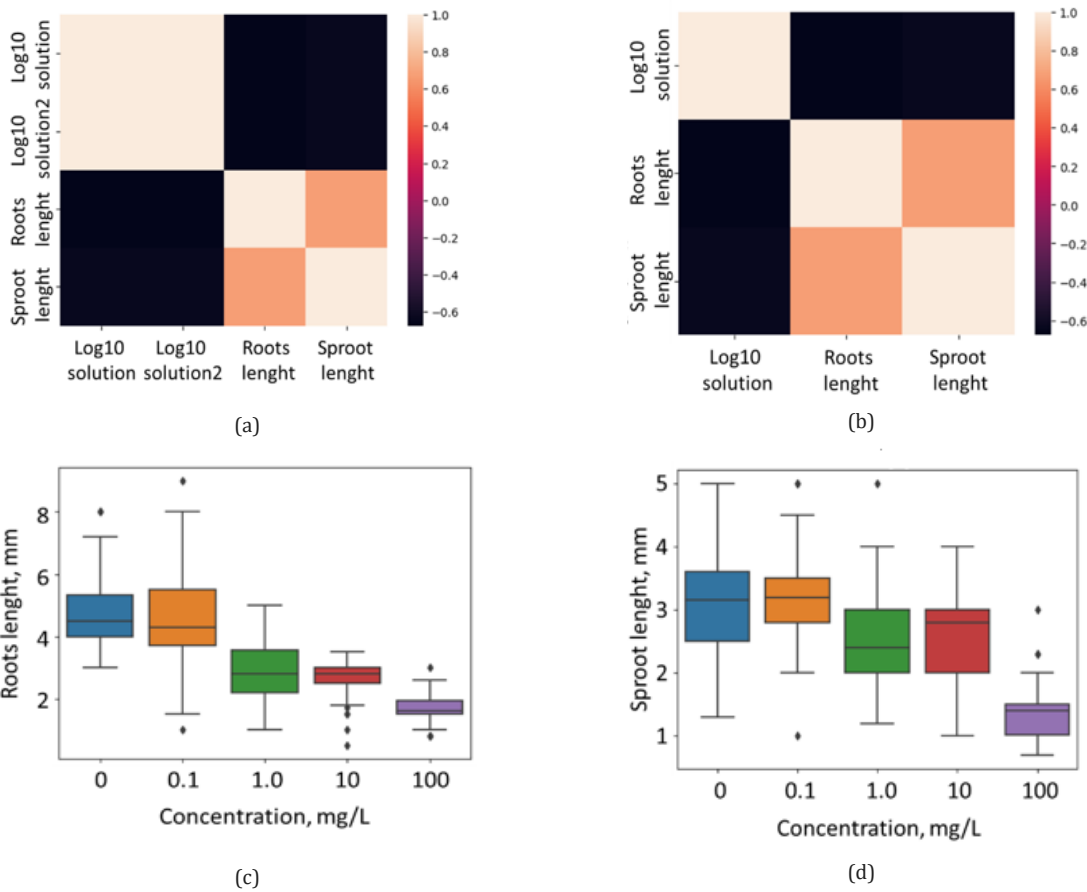 Log10
solution
Log10
solution2
Roots
lenght
Sproot
lenght
1.0
0.8
0.6
0.4
0.2
0.0
−0.2
−0.4
−0.6
Log10
solution
Log10
solution2
Roots
lenght
Sproot
lenght
(a)
Log10
solution
Roots
lenght
Sproot
lenght
1.0
0.8
0.6
0.4
0.2
0.0
−0.2
−0.4
−0.6
Log10
solution
Roots
lenght
Sproot
lenght
(b)
Roots lenght, mm
8
6
4
2
0 0.1 1.0 10 100
Concentration, mg/L
(c)
Sproot lenght, mm
5
4
3
2
1
0 0.1 1.0 10 100
Concentration, mg/L
(d)